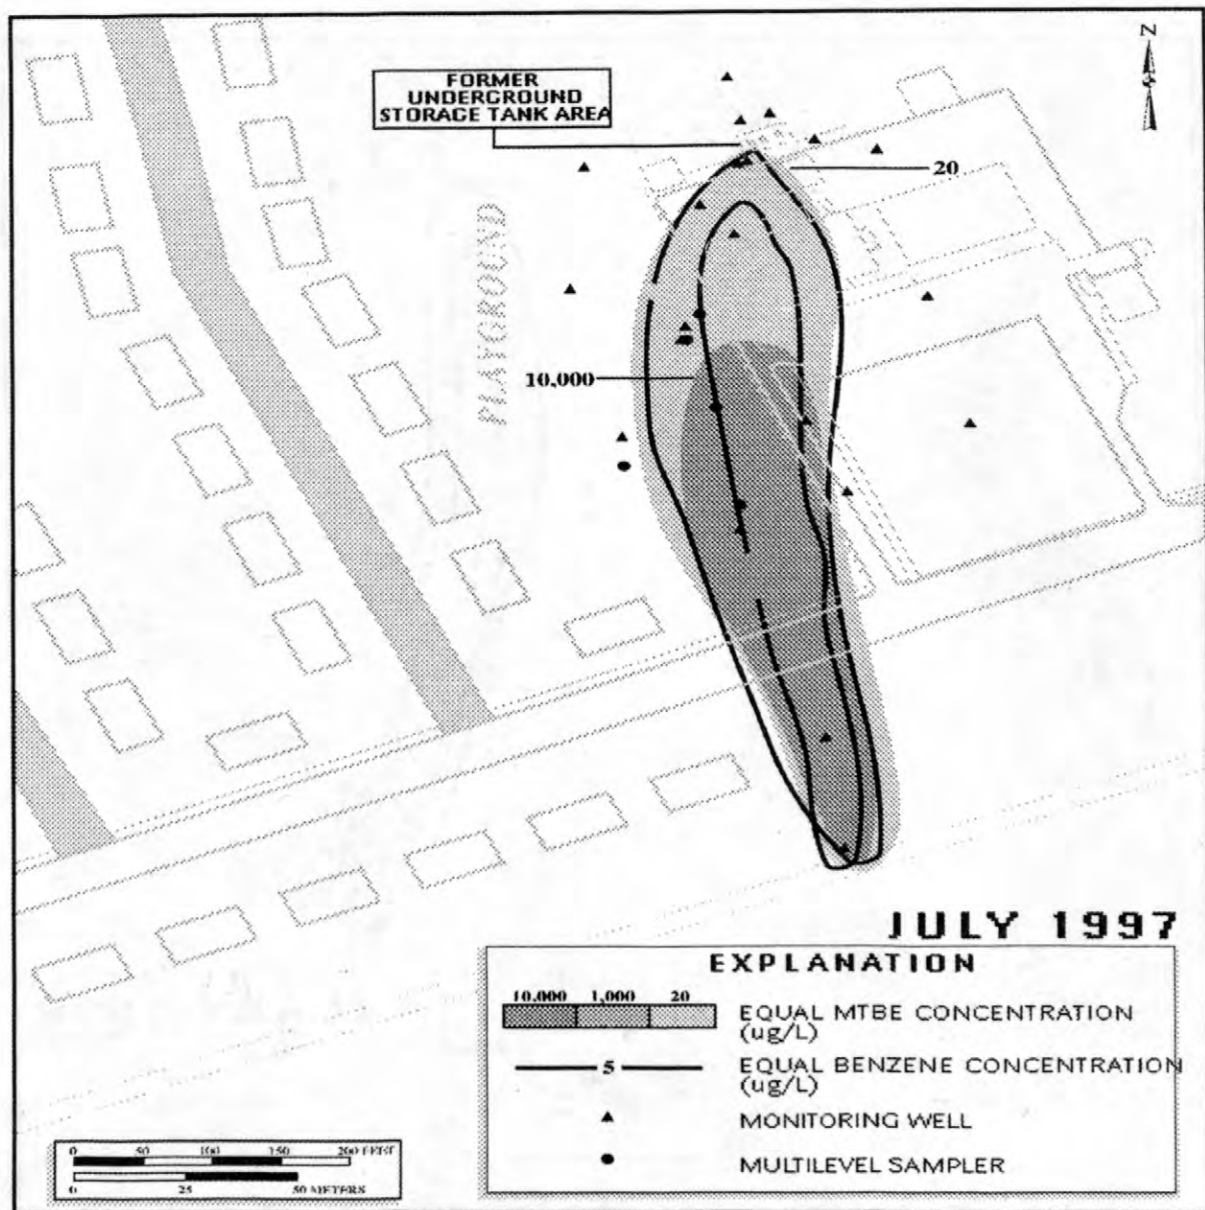 N
FORMER
UNDERGROUND
STORAGE TANK AREA
20
PLAYGROUND
10,000
JULY 1997
EXPLANATION
10,000 1,000 20
EQUAL MTBE CONCENTRATION
(ug/L)
5
EQUAL BENZENE CONCENTRATION
(ug/L)
MONITORING WELL
MULTILEVEL SAMPLER
0 50 100 150 200 FEET
0 25 50 METERS